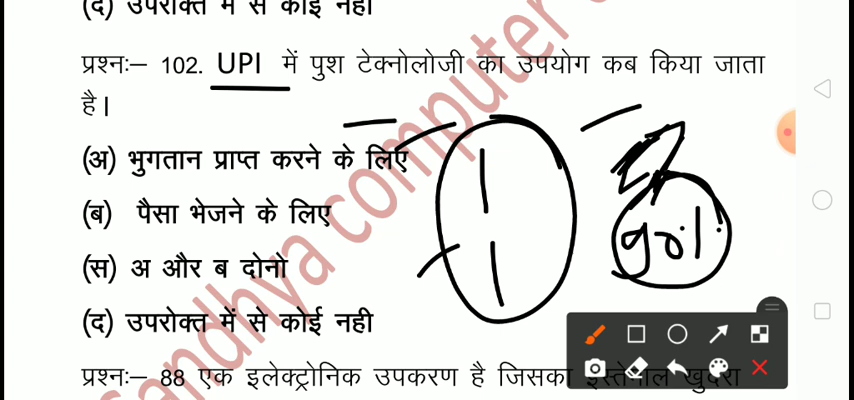 (द) उपरोक्त में से कोई नहीं
प्रश्नः– 102. UPI में पुश टेक्नोलोजी का उपयोग कब किया जाता
है।
(अ) भुगतान प्राप्त करने के लिए
(ब) पैसा भेजने के लिए
(स) अ और ब दोनो
(द) उपरोक्त में से कोई नही
प्रश्नः– 88 एक इलेक्ट्रोनिक उपकरण है जिसका इस्तेमाल खुदरा
Sandhya computer